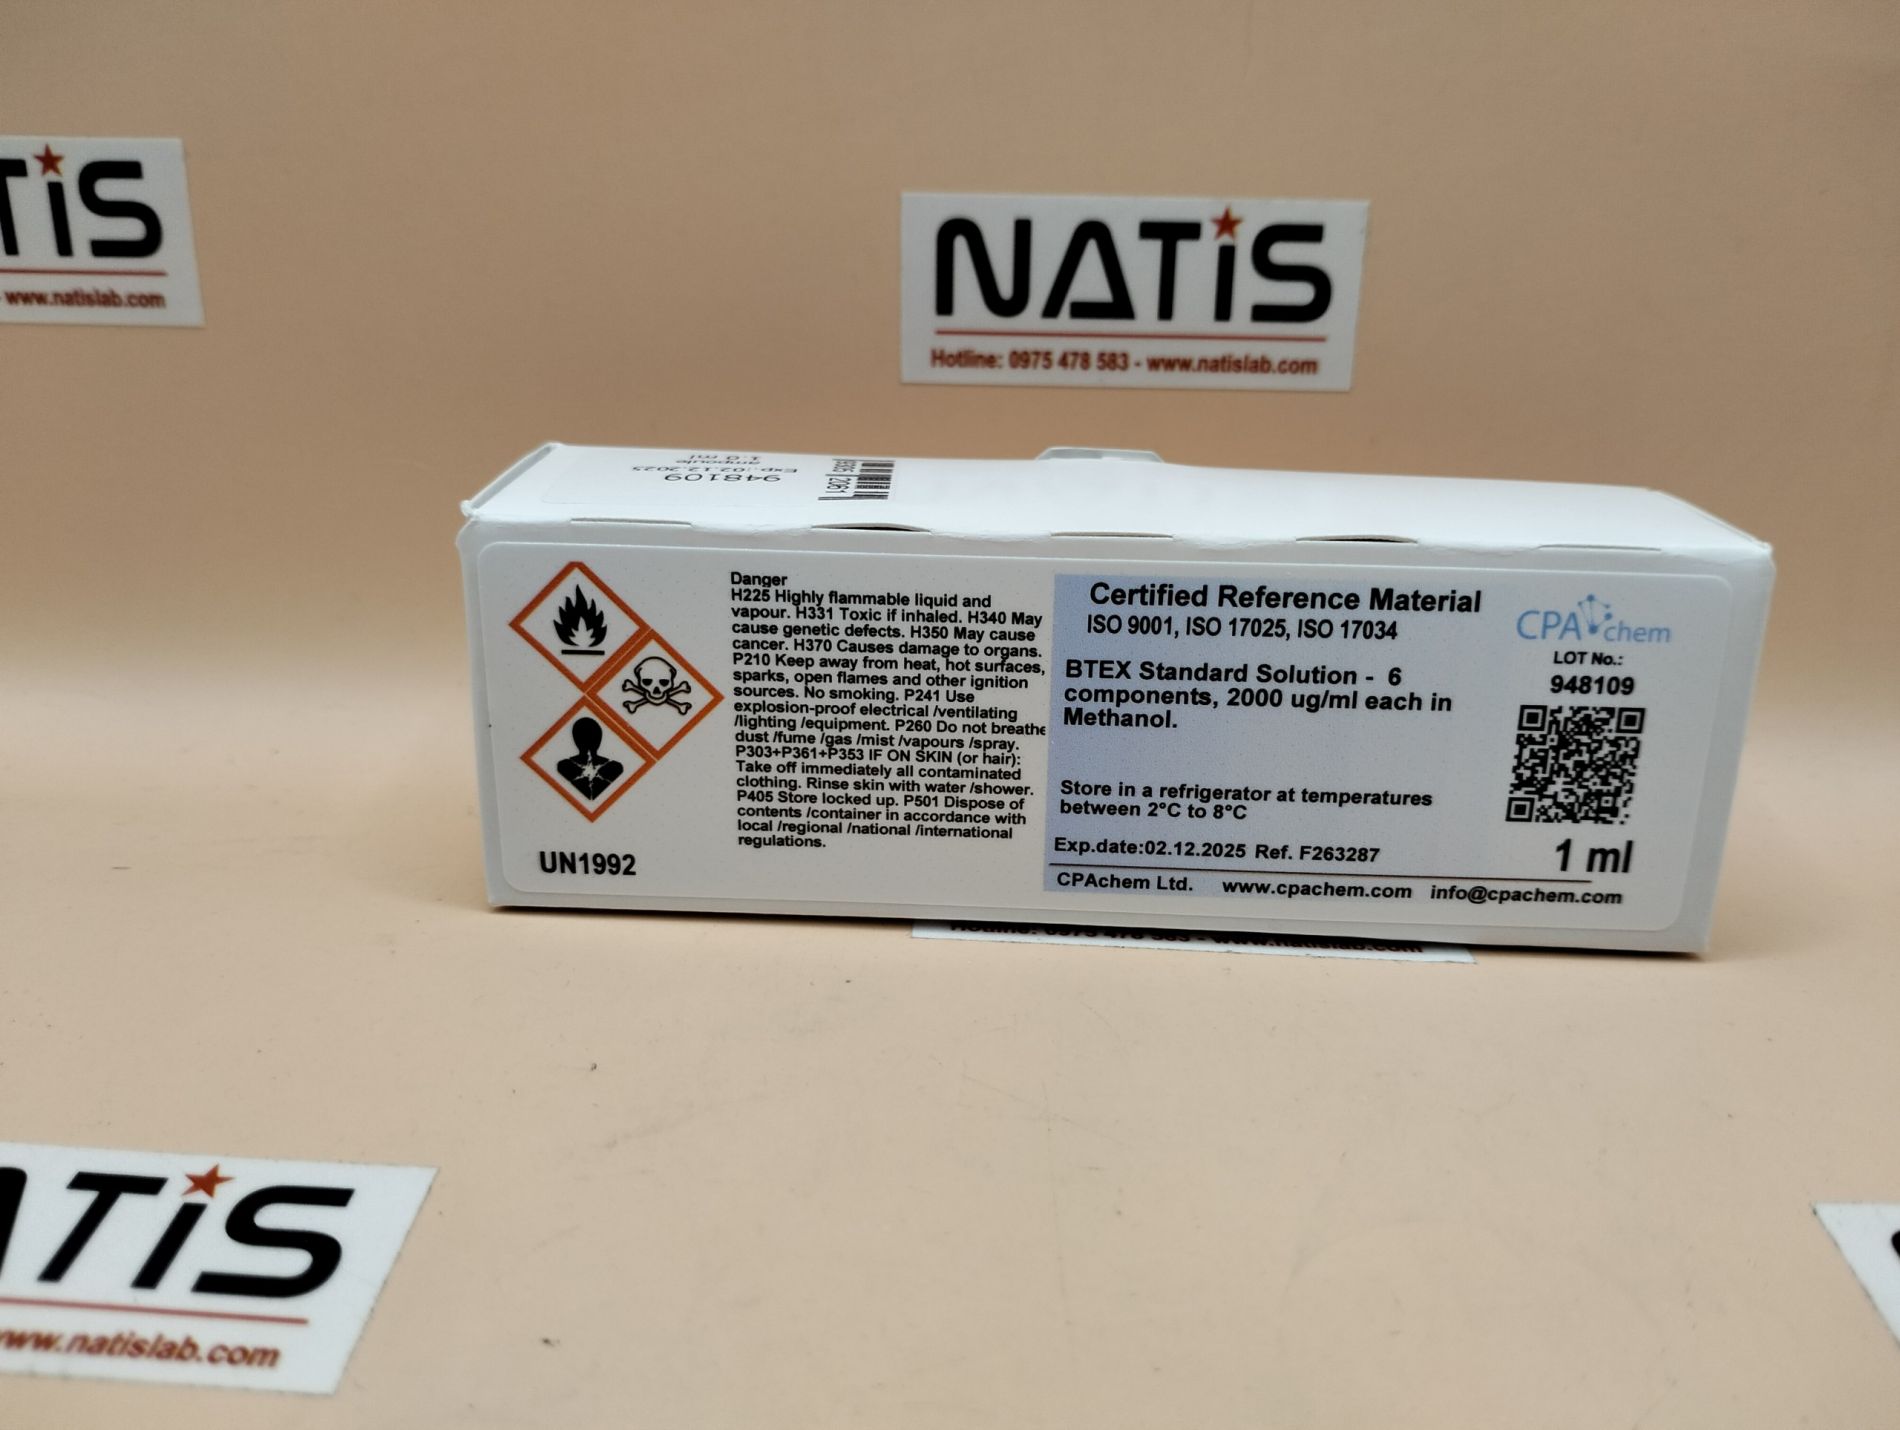 TiS
www.natislab.com
NATiS
Hotline: 0975 478 583 - www.natislab.com
948109
Exp.:02.12.2025
ampoule
1.0 ml
Danger
H225 Highly flammable liquid and
vapour. H331 Toxic if inhaled. H340 May
cause genetic defects. H350 May cause
cancer. H370 Causes damage to organs.
P210 Keep away from heat, hot surfaces,
sparks, open flames and other ignition
sources. No smoking. P241 Use
explosion-proof electrical /ventilating
/lighting /equipment. P260 Do not breathe
dust /fume /gas /mist /vapours /spray.
P303+P361+P353 IF ON SKIN (or hair):
Take off immediately all contaminated
clothing. Rinse skin with water /shower.
P405 Store locked up. P501 Dispose of
contents /container in accordance with
local /regional /national /international
regulations.
UN1992
Certified Reference Material
ISO 9001, ISO 17025, ISO 17034
BTEX Standard Solution - 6
components, 2000 ug/ml each in
Methanol.
Store in a refrigerator at temperatures
between 2°C to 8°C
Exp.date:02.12.2025 Ref. F263287
CPAchem Ltd. www.cpachem.com info@cpachem.com
CPAchem
LOT No.:
948109
1 ml
ATiS
www.natislab.com